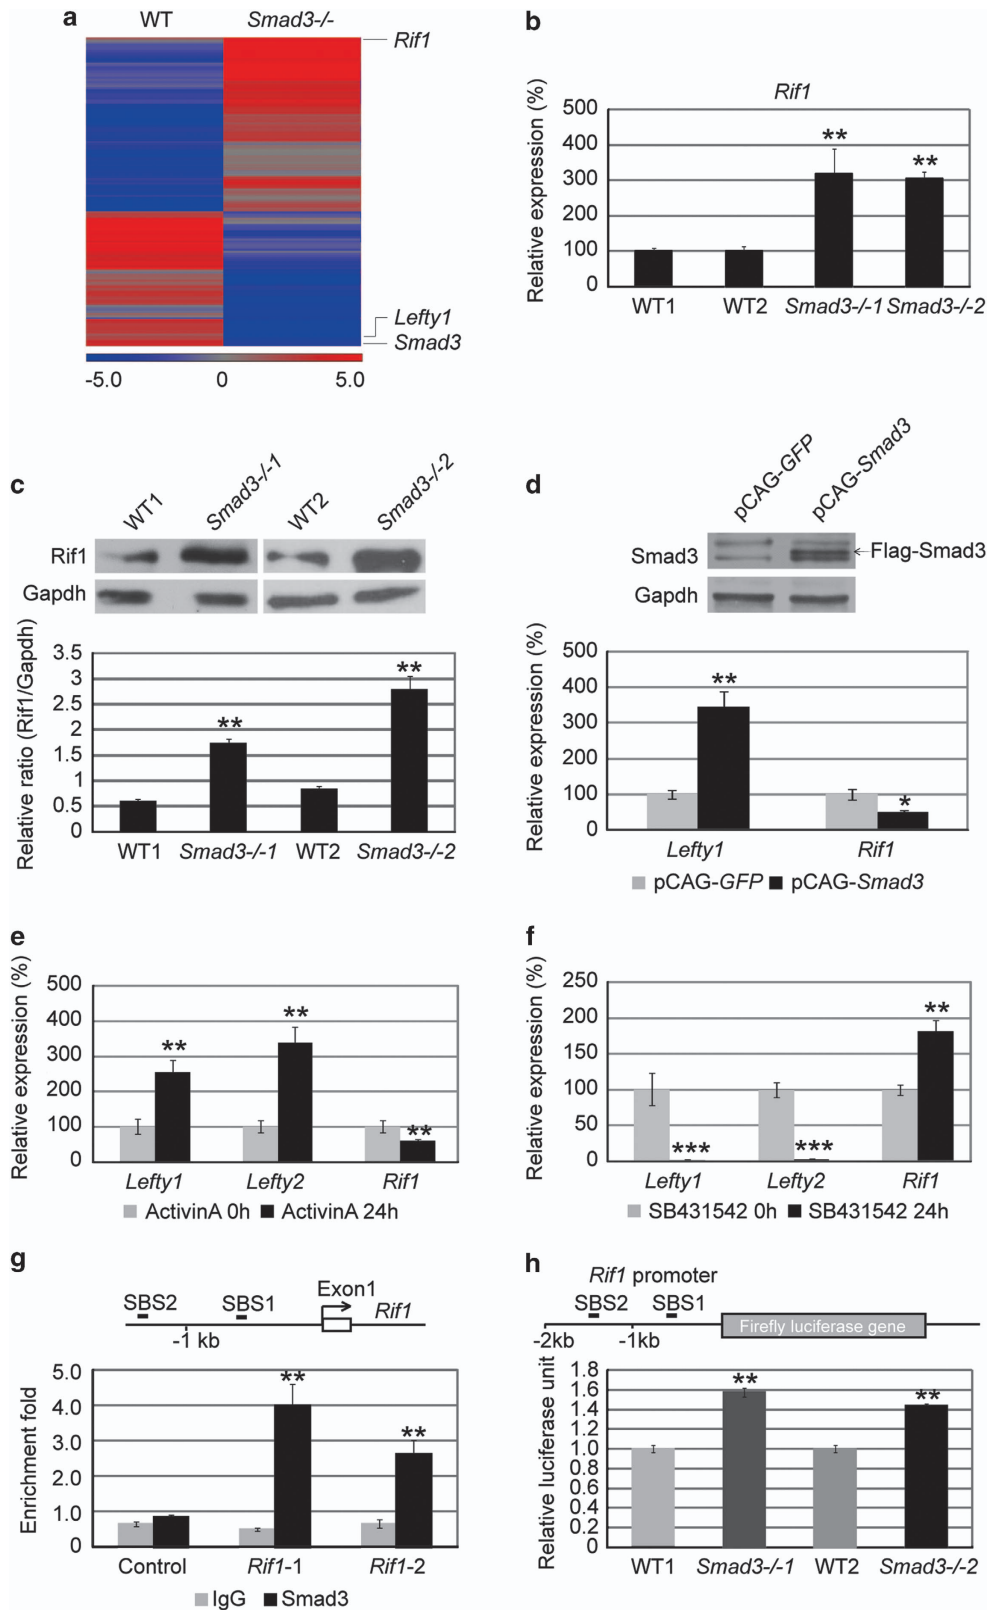 a
WT
Smad3-/-
Rif1
Lefty1
Smad3
-5.0 0 5.0
b
Rif1
Relative expression (%)
500
400
300
200
100
0
WT1 WT2 Smad3-/-1 Smad3-/-2
**
**
c
WT1 Smad3-/-1 WT2 Smad3-/-2
Rif1
Gapdh
Relative ratio (Rif1/Gapdh)
3.5
3
2.5
2
1.5
1
0.5
0
**
**
WT1 Smad3-/-1 WT2 Smad3-/-2
d
pCAG-GFP pCAG-Smad3
Smad3
Flag-Smad3
Gapdh
Relative expression (%)
500
400
300
200
100
0
**
*
Lefty1 Rif1
pCAG-GFP pCAG-Smad3
e
Relative expression (%)
500
400
300
200
100
0
**
**
**
Lefty1 Lefty2 Rif1
ActivinA 0h ActivinA 24h
f
Relative expression (%)
250
200
150
100
50
0
***
***
**
Lefty1 Lefty2 Rif1
SB431542 0h SB431542 24h
g
SBS2 SBS1 Exon1 Rif1
-1 kb
Enrichment fold
5.0
4.0
3.0
2.0
1.0
0
**
**
Control Rif1-1 Rif1-2
IgG Smad3
h
Rif1 promoter
SBS2 SBS1
Firefly luciferase gene
-2kb -1kb
Relative luciferase unit
1.8
1.6
1.4
1.2
1.0
0.8
0.6
0.4
0.2
0
**
**
WT1 Smad3-/-1 WT2 Smad3-/-2